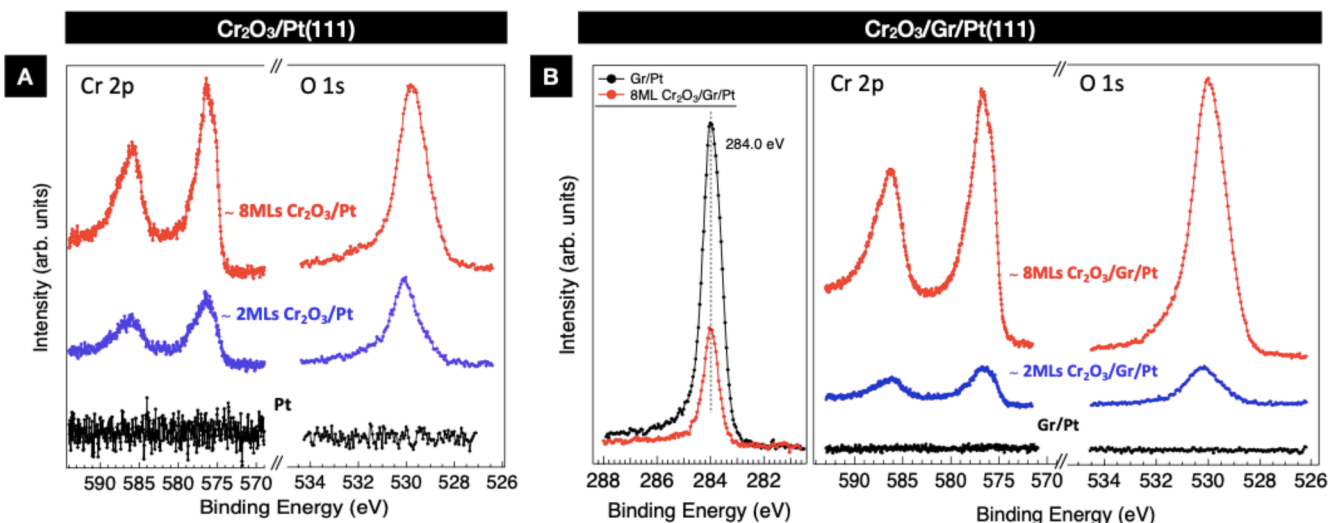 Cr₂O₃/Pt(111)
Cr₂O₃/Gr/Pt(111)
A
Cr 2p
O 1s
~ 8MLs Cr₂O₃/Pt
~ 2MLs Cr₂O₃/Pt
Pt
Intensity (arb. units)
590 585 580 575 570 534 532 530 528 526
Binding Energy (eV)
B
Gr/Pt
8ML Cr₂O₃/Gr/Pt
284.0 eV
Intensity (arb. units)
288 286 284 282
Binding Energy (eV)
Cr 2p
O 1s
~ 8MLs Cr₂O₃/Gr/Pt
~ 2MLs Cr₂O₃/Gr/Pt
Gr/Pt
590 585 580 575 570 534 532 530 528 526
Binding Energy (eV)